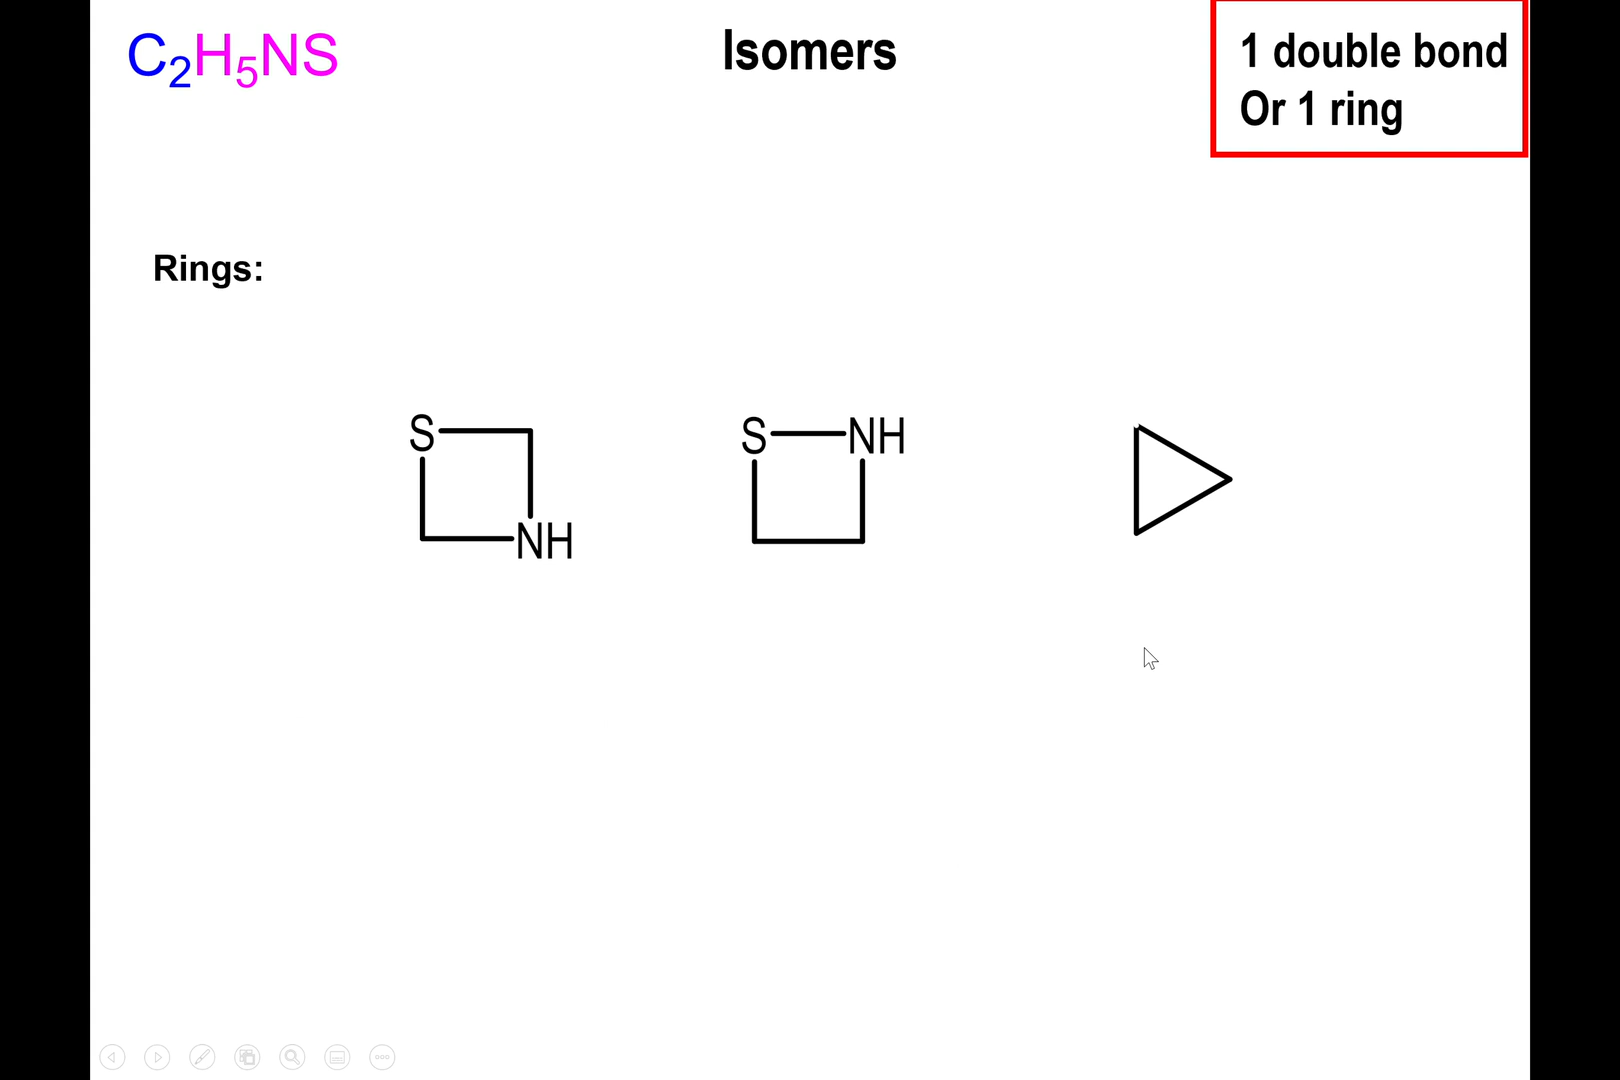 C₂H₅NS
Isomers
1 double bond
Or 1 ring
Rings:
S
NH
S NH